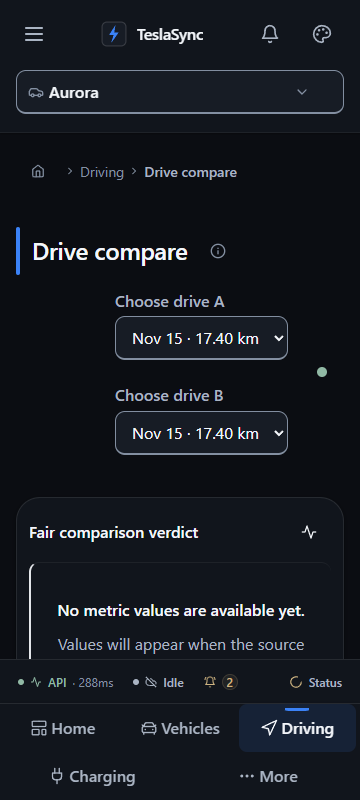 TeslaSync
Aurora
Driving
Drive compare
Drive compare
Choose drive A
Nov 15 · 17.40 km
Choose drive B
Nov 15 · 17.40 km
Fair comparison verdict
No metric values are available yet.
Values will appear when the source
API · 288ms
Idle
2
Status
Home
Vehicles
Driving
Charging
More